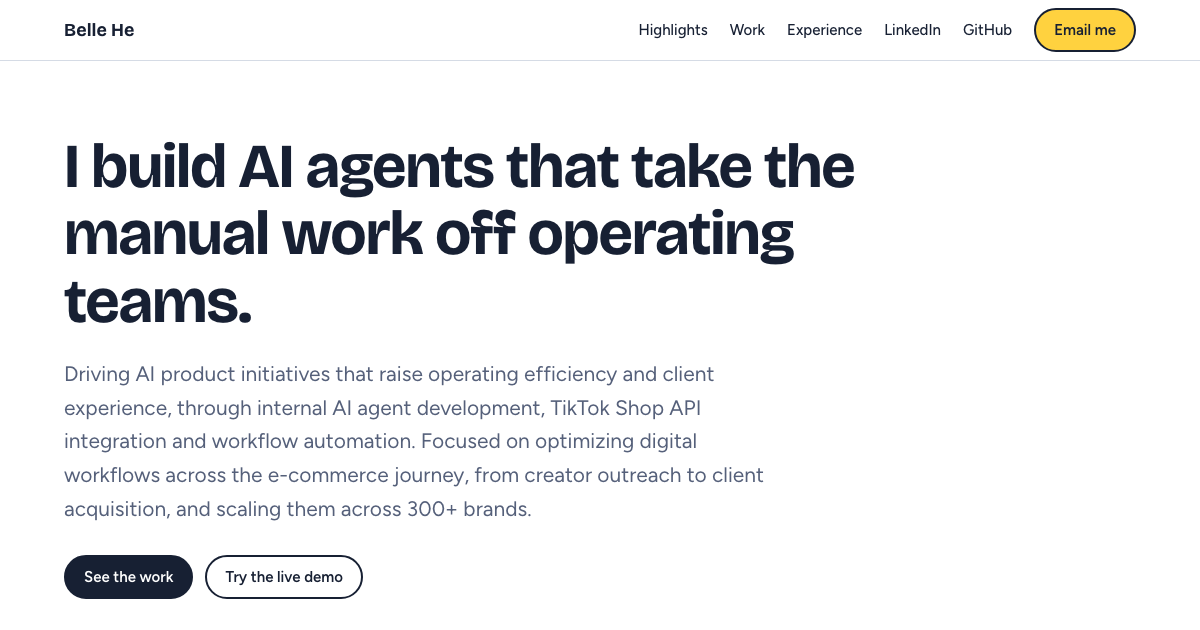 Belle He
Highlights Work Experience LinkedIn GitHub Email me
I build AI agents that take the
manual work off operating
teams.
Driving AI product initiatives that raise operating efficiency and client
experience, through internal AI agent development, TikTok Shop API
integration and workflow automation. Focused on optimizing digital
workflows across the e-commerce journey, from creator outreach to client
acquisition, and scaling them across 300+ brands.
See the work Try the live demo